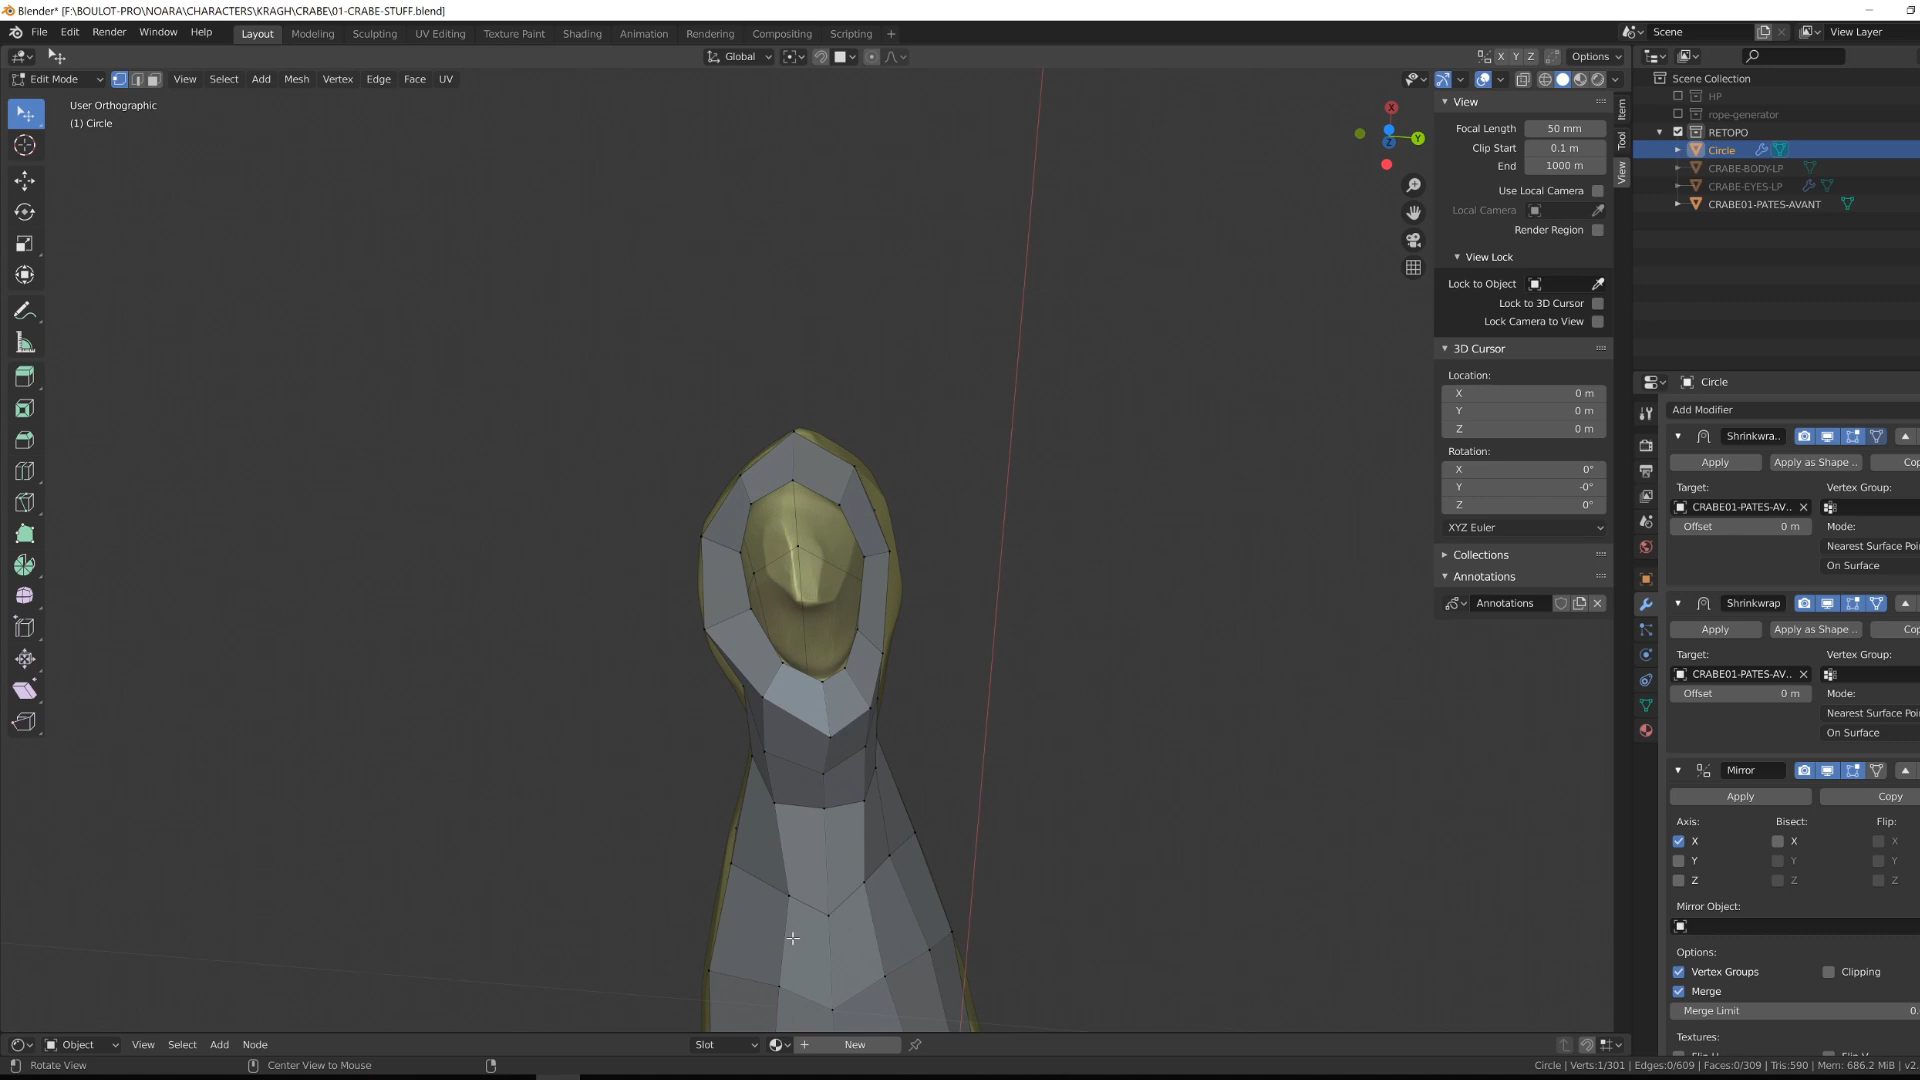 Blender* [F:\BOULOT-PRO\NOARA\CHARACTERS\KRAGH\CRABE\01-CRABE-STUFF.blend]
File Edit Render Window Help Layout Modeling Sculpting UV Editing Texture Paint Shading Animation Rendering Compositing Scripting + Scene View Layer
Global X Y Z Options
Edit Mode View Select Add Mesh Vertex Edge Face UV
User Orthographic
(1) Circle
X Y Z
View
Focal Length 50 mm
Clip Start 0.1 m
End 1000 m
Use Local Camera
Local Camera
Render Region
View Lock
Lock to Object
Lock to 3D Cursor
Lock Camera to View
3D Cursor
Location:
X 0 m
Y 0 m
Z 0 m
Rotation:
X 0°
Y -0°
Z 0°
XYZ Euler
Collections
Annotations
Annotations
Item
Tool
View
Scene Collection
HP
rope-generator
RETOPO
Circle
CRABE-BODY-LP
CRABE-EYES-LP
CRABE01-PATES-AVANT
Circle
Add Modifier
Shrinkwra..
Apply Apply as Shape .. Cop
Target: Vertex Group:
CRABE01-PATES-AV..
Offset 0 m Mode:
Nearest Surface Poi
On Surface
Shrinkwrap
Apply Apply as Shape .. Cop
Target: Vertex Group:
CRABE01-PATES-AV..
Offset 0 m Mode:
Nearest Surface Poi
On Surface
Mirror
Apply Copy
Axis: Bisect: Flip:
X X X
Y Y Y
Z Z Z
Mirror Object:
Options:
Vertex Groups Clipping
Merge
Merge Limit 0.
Textures:
Object View Select Add Node Slot New
Rotate View Center View to Mouse Circle | Verts:1/301 | Edges:0/609 | Faces:0/309 | Tris:590 | Mem: 686.2 MiB | v2.